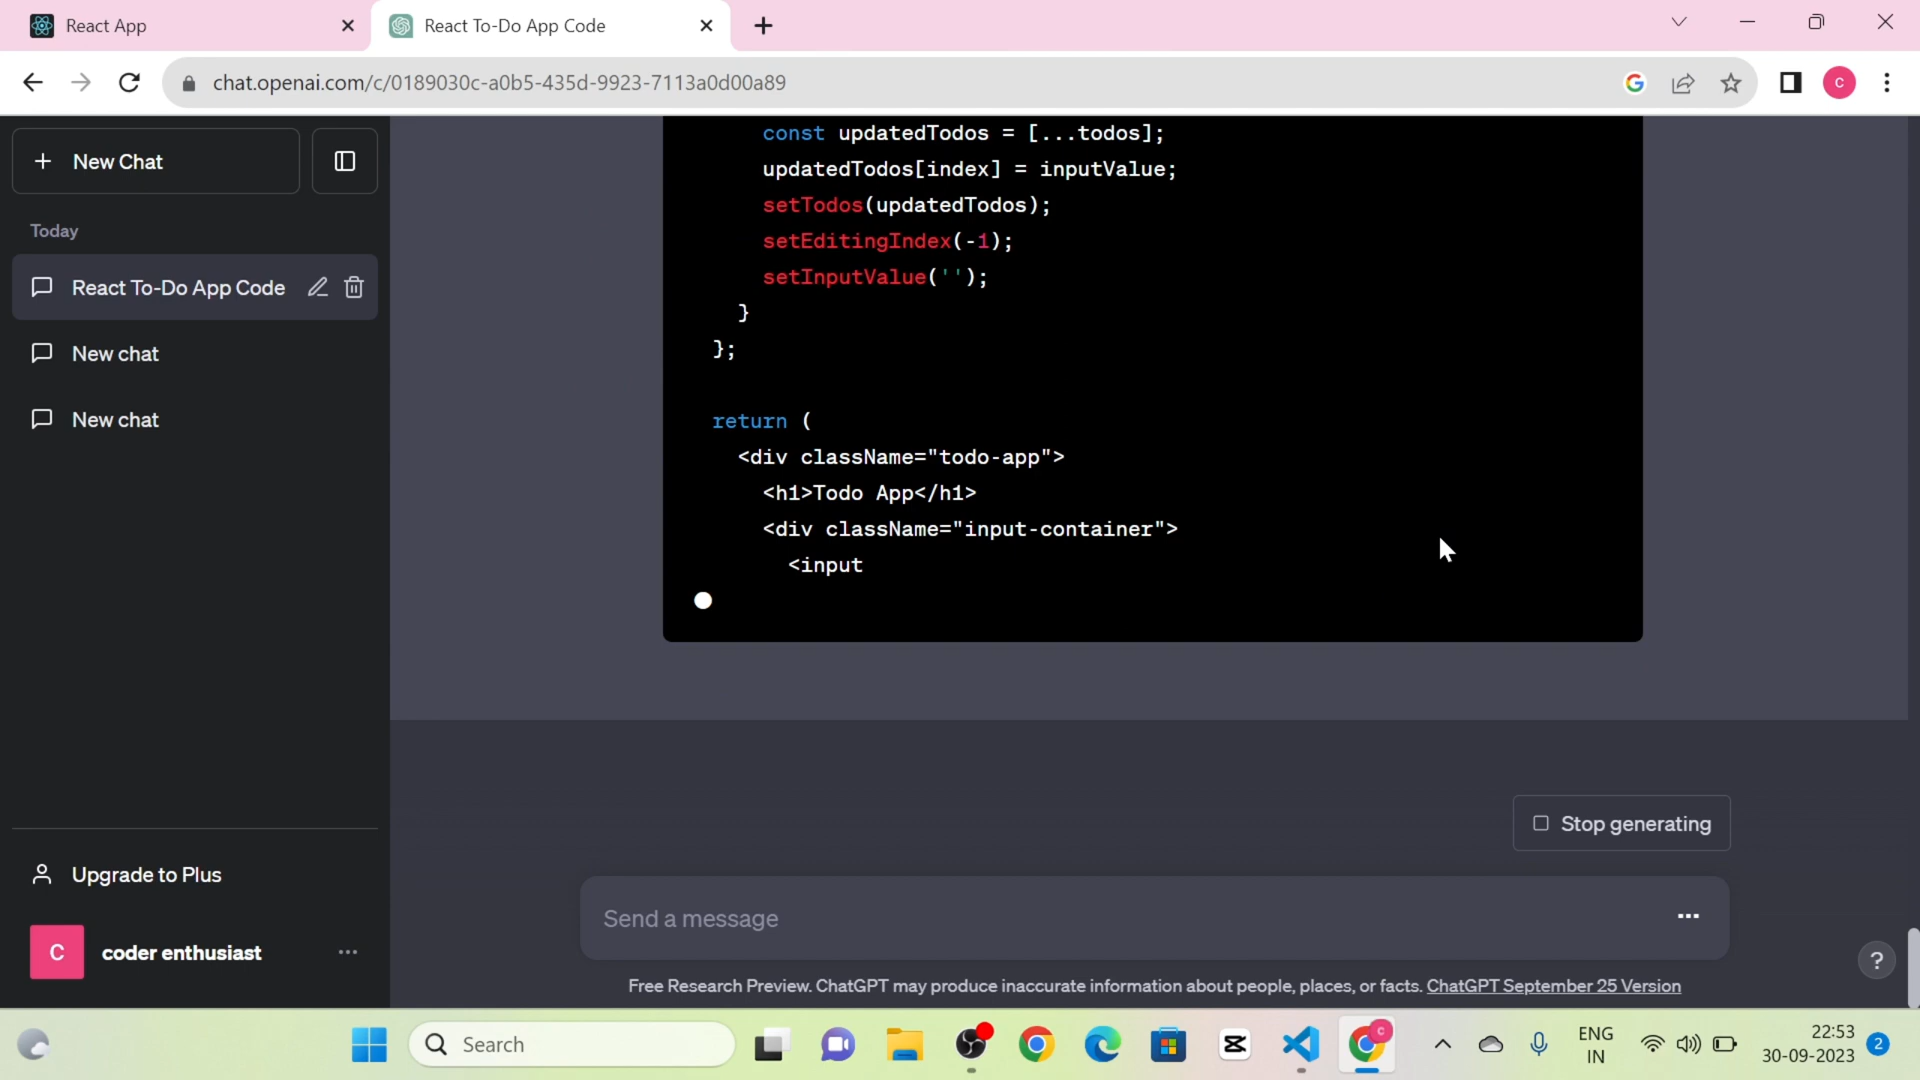 React App
React To-Do App Code
chat.openai.com/c/0189030c-a0b5-435d-9923-7113a0d00a89
C
New Chat
Today
React To-Do App Code
New chat
New chat
const updatedTodos = [...todos];
updatedTodos[index] = inputValue;
setTodos(updatedTodos);
setEditingIndex(-1);
setInputValue('');
}
};
return (
<div className="todo-app">
<h1>Todo App</h1>
<div className="input-container">
<input
Stop generating
Upgrade to Plus
Send a message
C
coder enthusiast
?
Free Research Preview. ChatGPT may produce inaccurate information about people, places, or facts. ChatGPT September 25 Version
Search
C
ENG
IN
22:53
30-09-2023
2